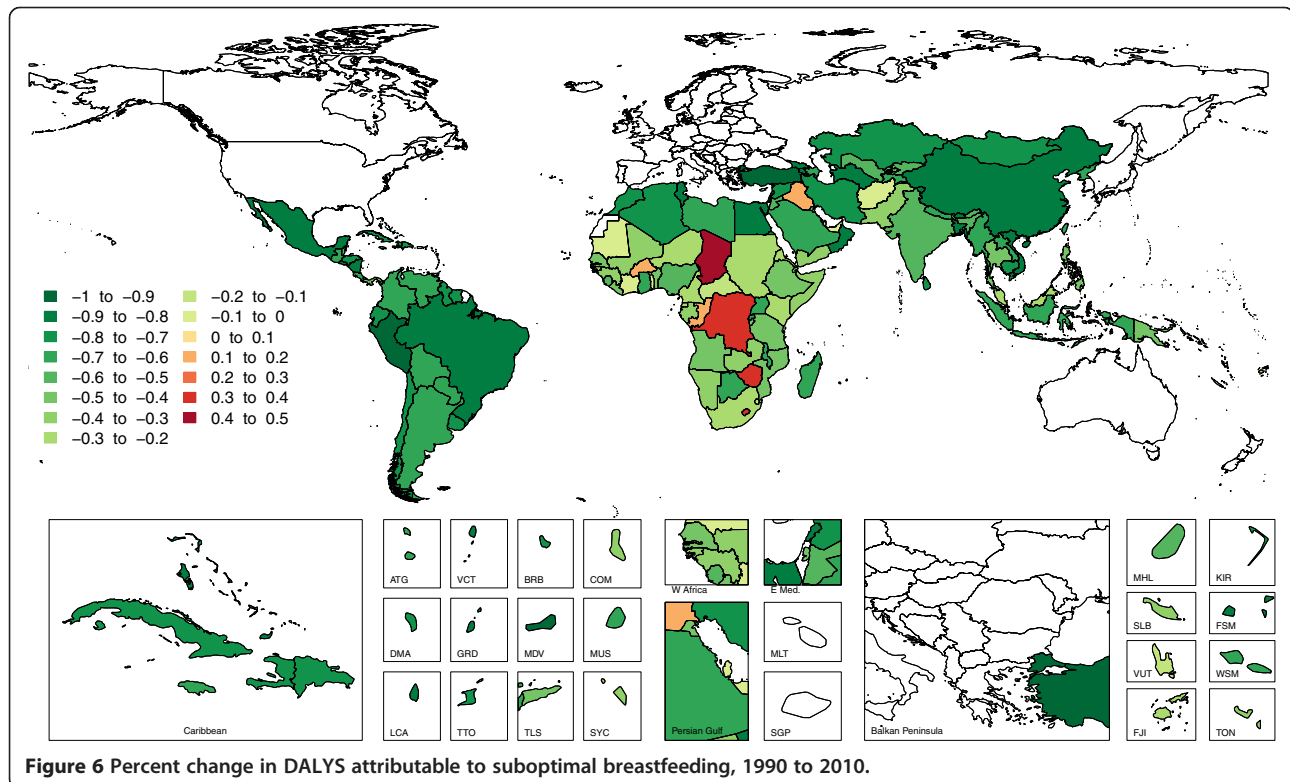 −1 to −0.9
−0.9 to −0.8
−0.8 to −0.7
−0.7 to −0.6
−0.6 to −0.5
−0.5 to −0.4
−0.4 to −0.3
−0.3 to −0.2
−0.2 to −0.1
−0.1 to 0
0 to 0.1
0.1 to 0.2
0.2 to 0.3
0.3 to 0.4
0.4 to 0.5
Caribbean
ATG
VCT
BRB
COM
DMA
GRD
MDV
MUS
LCA
TTO
TLS
SYC
W Africa
E Med.
Persian Gulf
MLT
SGP
Balkan Peninsula
MHL
KIR
SLB
FSM
VUT
WSM
FJI
TON
Figure 6 Percent change in DALYS attributable to suboptimal breastfeeding, 1990 to 2010.